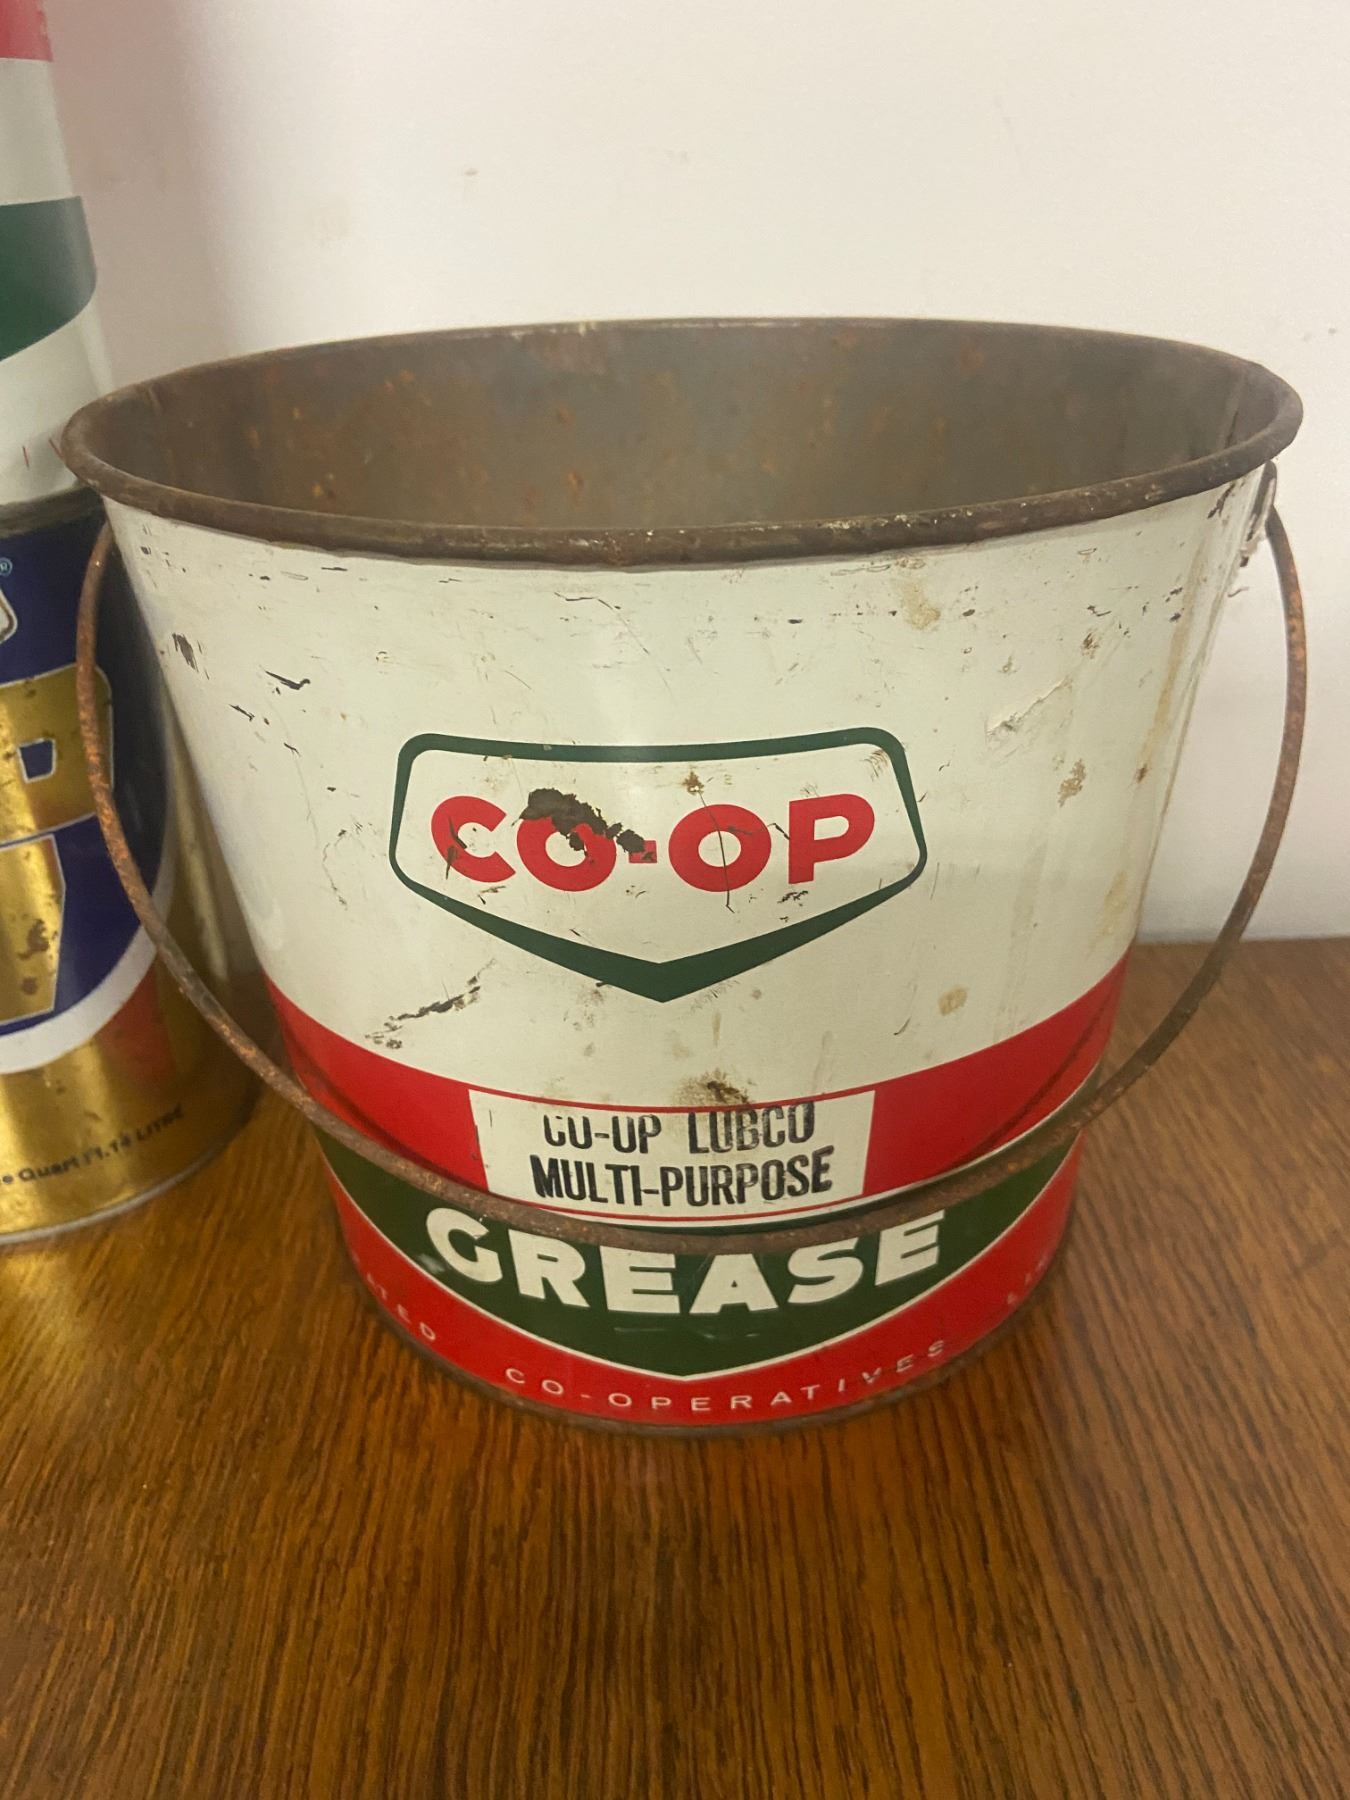 CO-OP
CO-OP LUBCO
MULTI-PURPOSE
GREASE
CO-OPERATIVES
Quart/1.14 LITRE
®